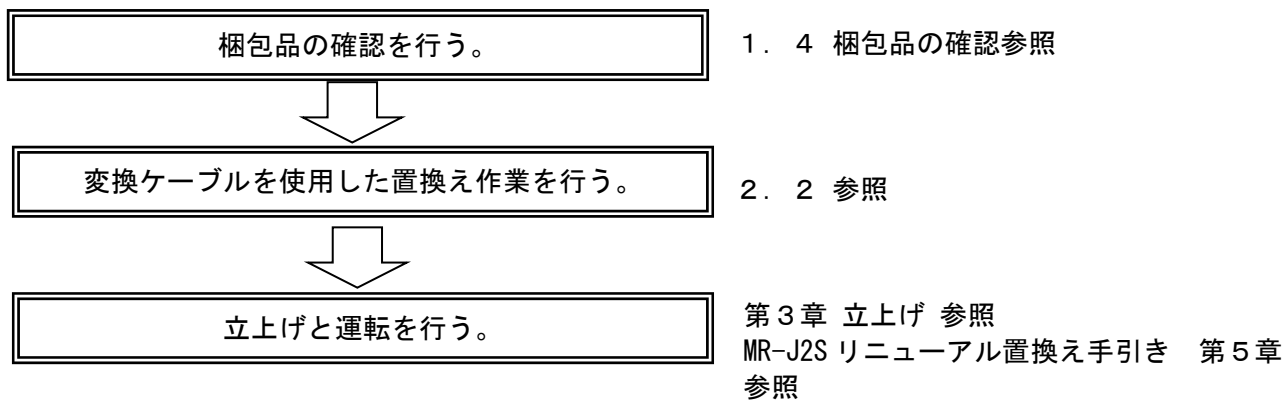 梱包品の確認を行う。
1. 4 梱包品の確認参照
変換ケーブルを使用した置換え作業を行う。
2. 2 参照
立上げと運転を行う。
第3章 立上げ 参照
MR-J2S リニューアル置換え手引き 第5章
参照